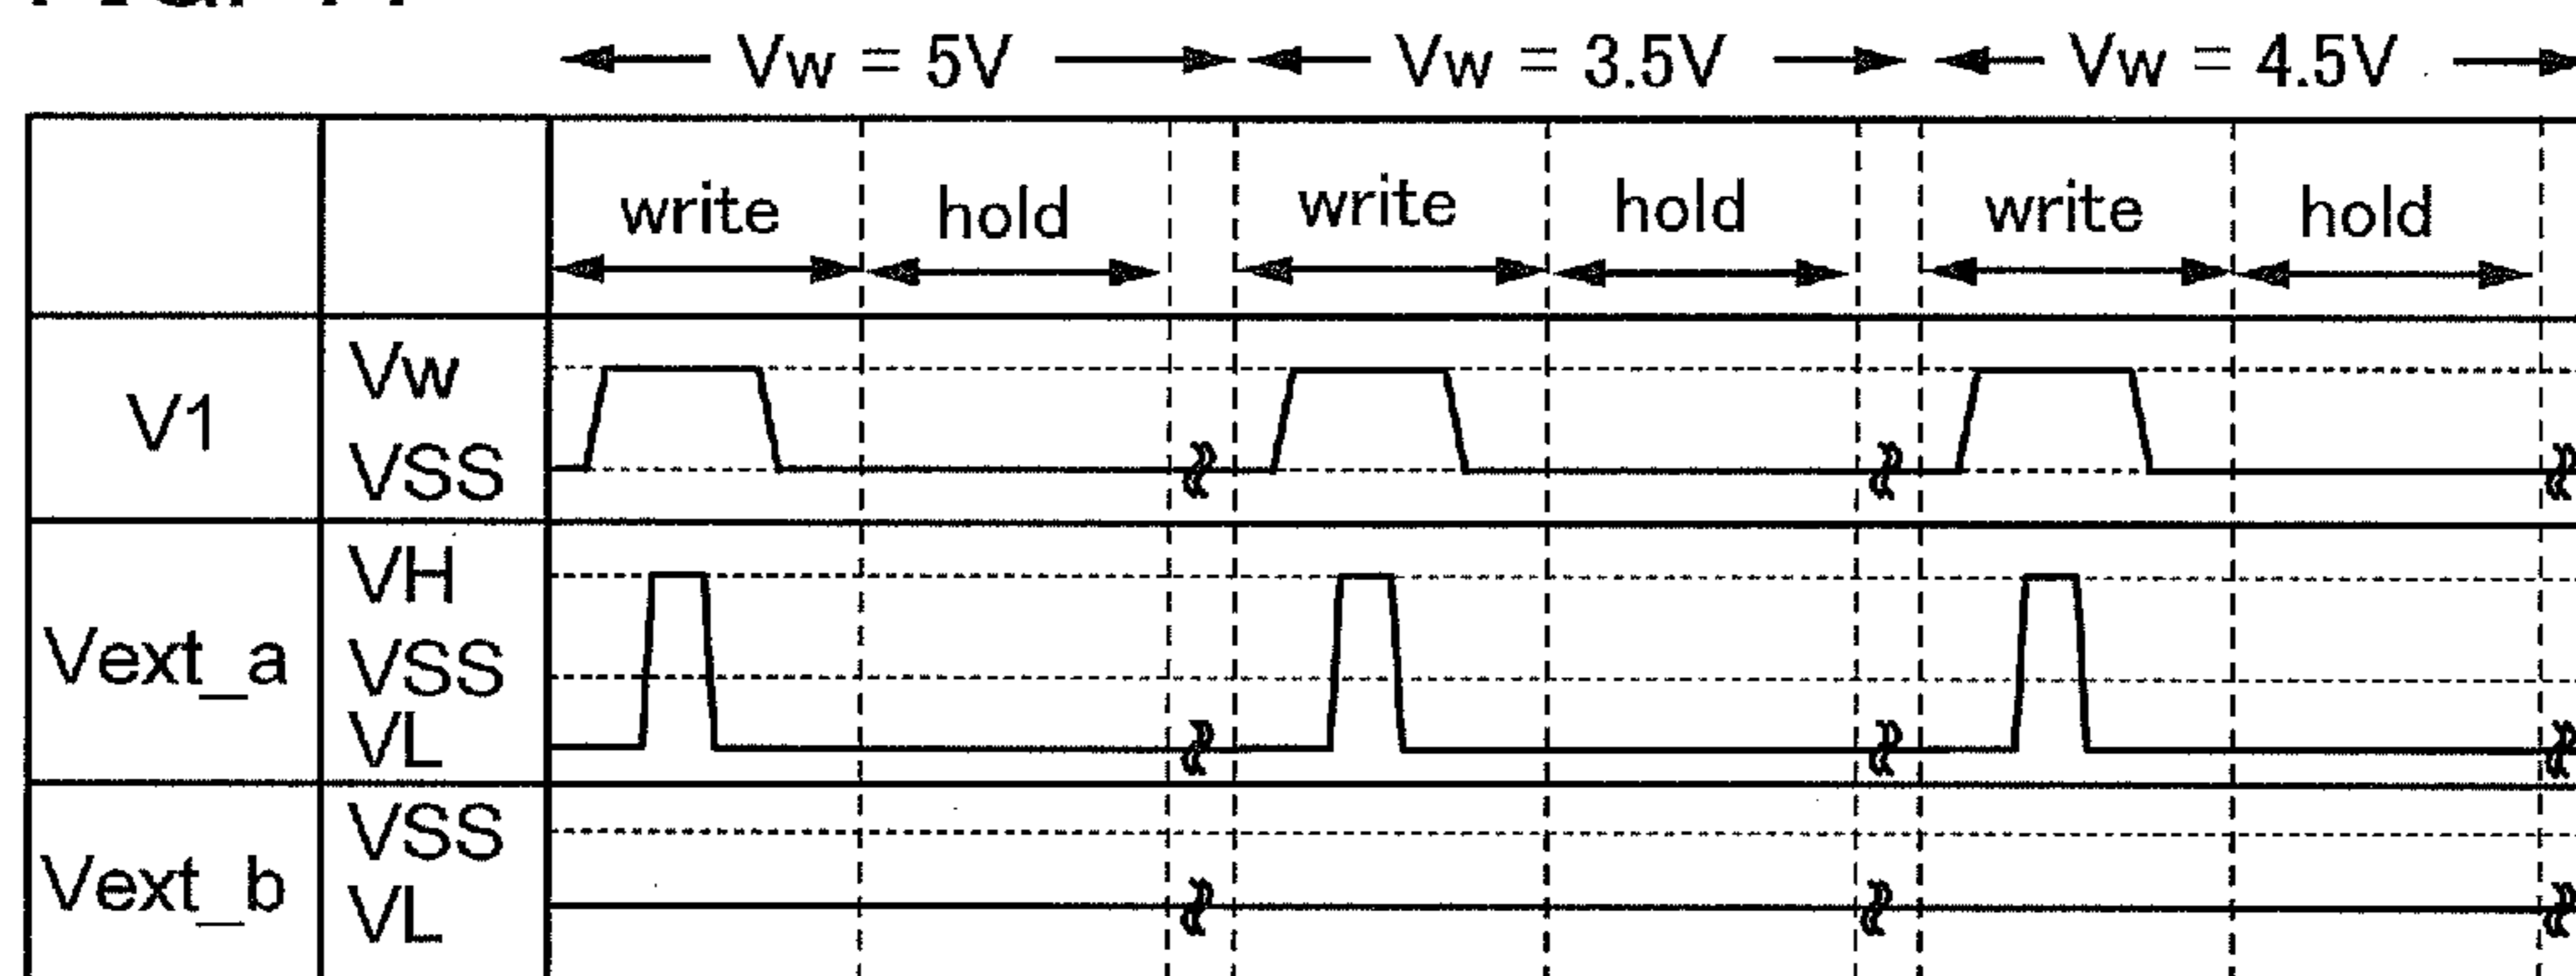 Vw = 5V Vw = 3.5V Vw = 4.5V
write hold write hold write hold
V1 Vw
VSS
Vext_a VH
VSS
VL
Vext_b VSS
VL